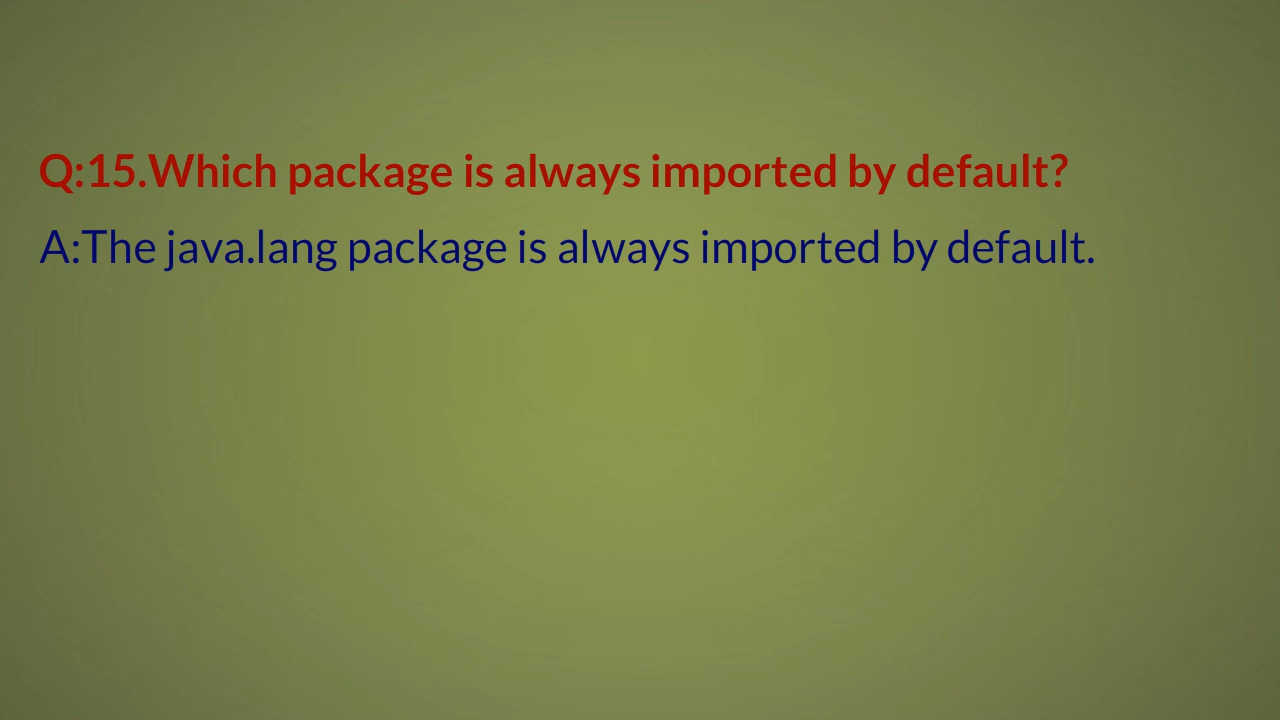 Q:15.Which package is always imported by default?
A:The java.lang package is always imported by default.